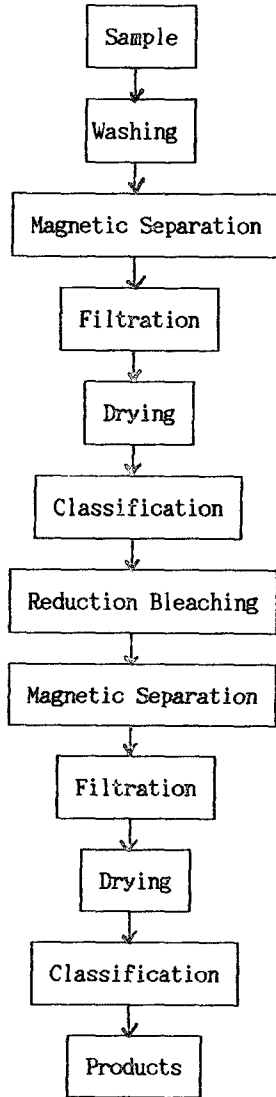 Sample
Washing
Magnetic Separation
Filtration
Drying
Classification
Reduction Bleaching
Magnetic Separation
Filtration
Drying
Classification
Products